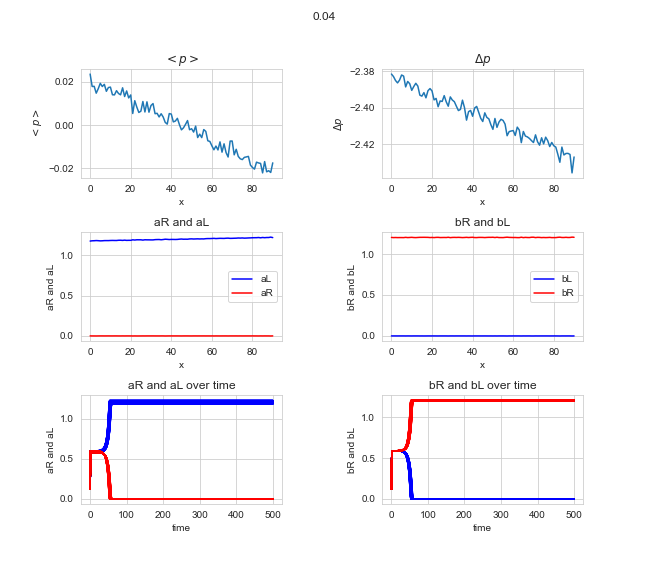 0.04
< p >
Δp
0.02
0.00
−0.02
< p >
0 20 40 60 80
x
−2.38
−2.40
−2.42
Δp
0 20 40 60 80
x
aR and aL
bR and bL
1.0
0.5
0.0
aR and aL
aL
aR
0 20 40 60 80
x
1.0
0.5
0.0
bR and bL
bL
bR
0 20 40 60 80
x
aR and aL over time
bR and bL over time
1.0
0.5
0.0
aR and aL
0 100 200 300 400 500
time
1.0
0.5
0.0
bR and bL
0 100 200 300 400 500
time